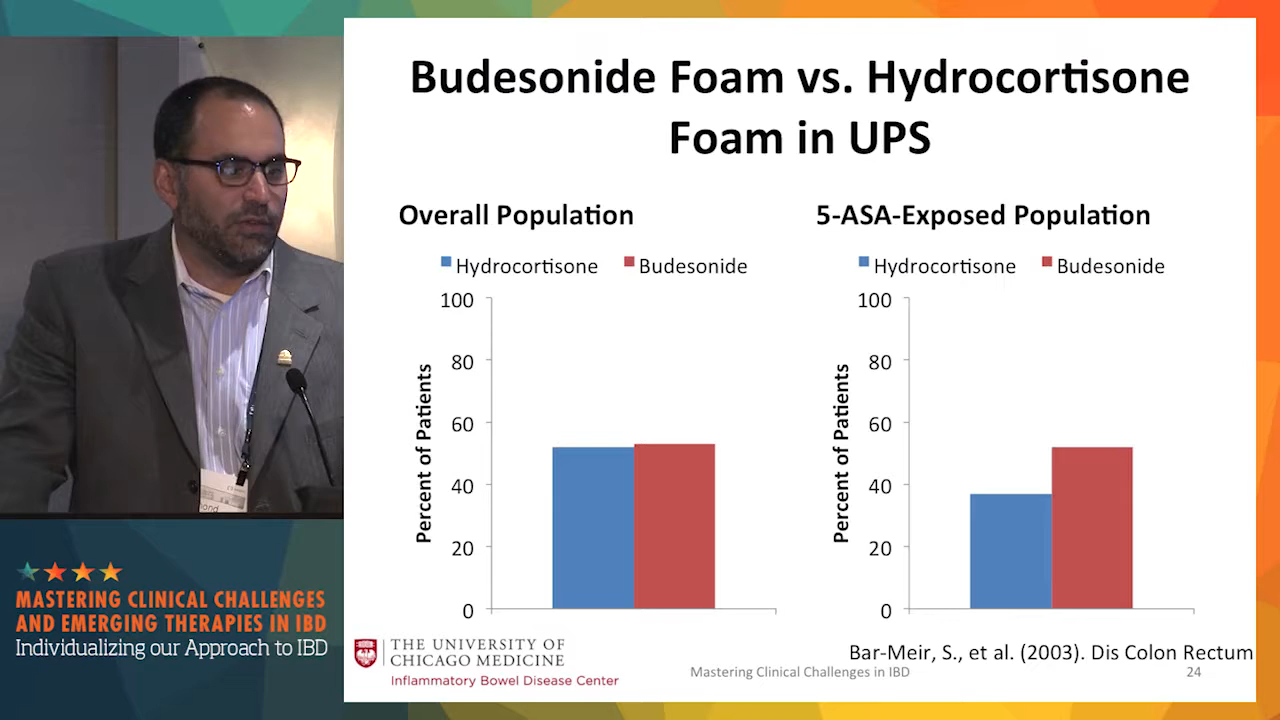 Budesonide Foam vs. Hydrocortisone
Foam in UPS
Overall Population
5-ASA-Exposed Population
Hydrocortisone
Budesonide
Hydrocortisone
Budesonide
100
80
60
40
20
0
Percent of Patients
100
80
60
40
20
0
Percent of Patients
MASTERING CLINICAL CHALLENGES
AND EMERGING THERAPIES IN IBD
Individualizing our Approach to IBD
THE UNIVERSITY OF
CHICAGO MEDICINE
Inflammatory Bowel Disease Center
Bar-Meir, S., et al. (2003). Dis Colon Rectum
Mastering Clinical Challenges in IBD
24